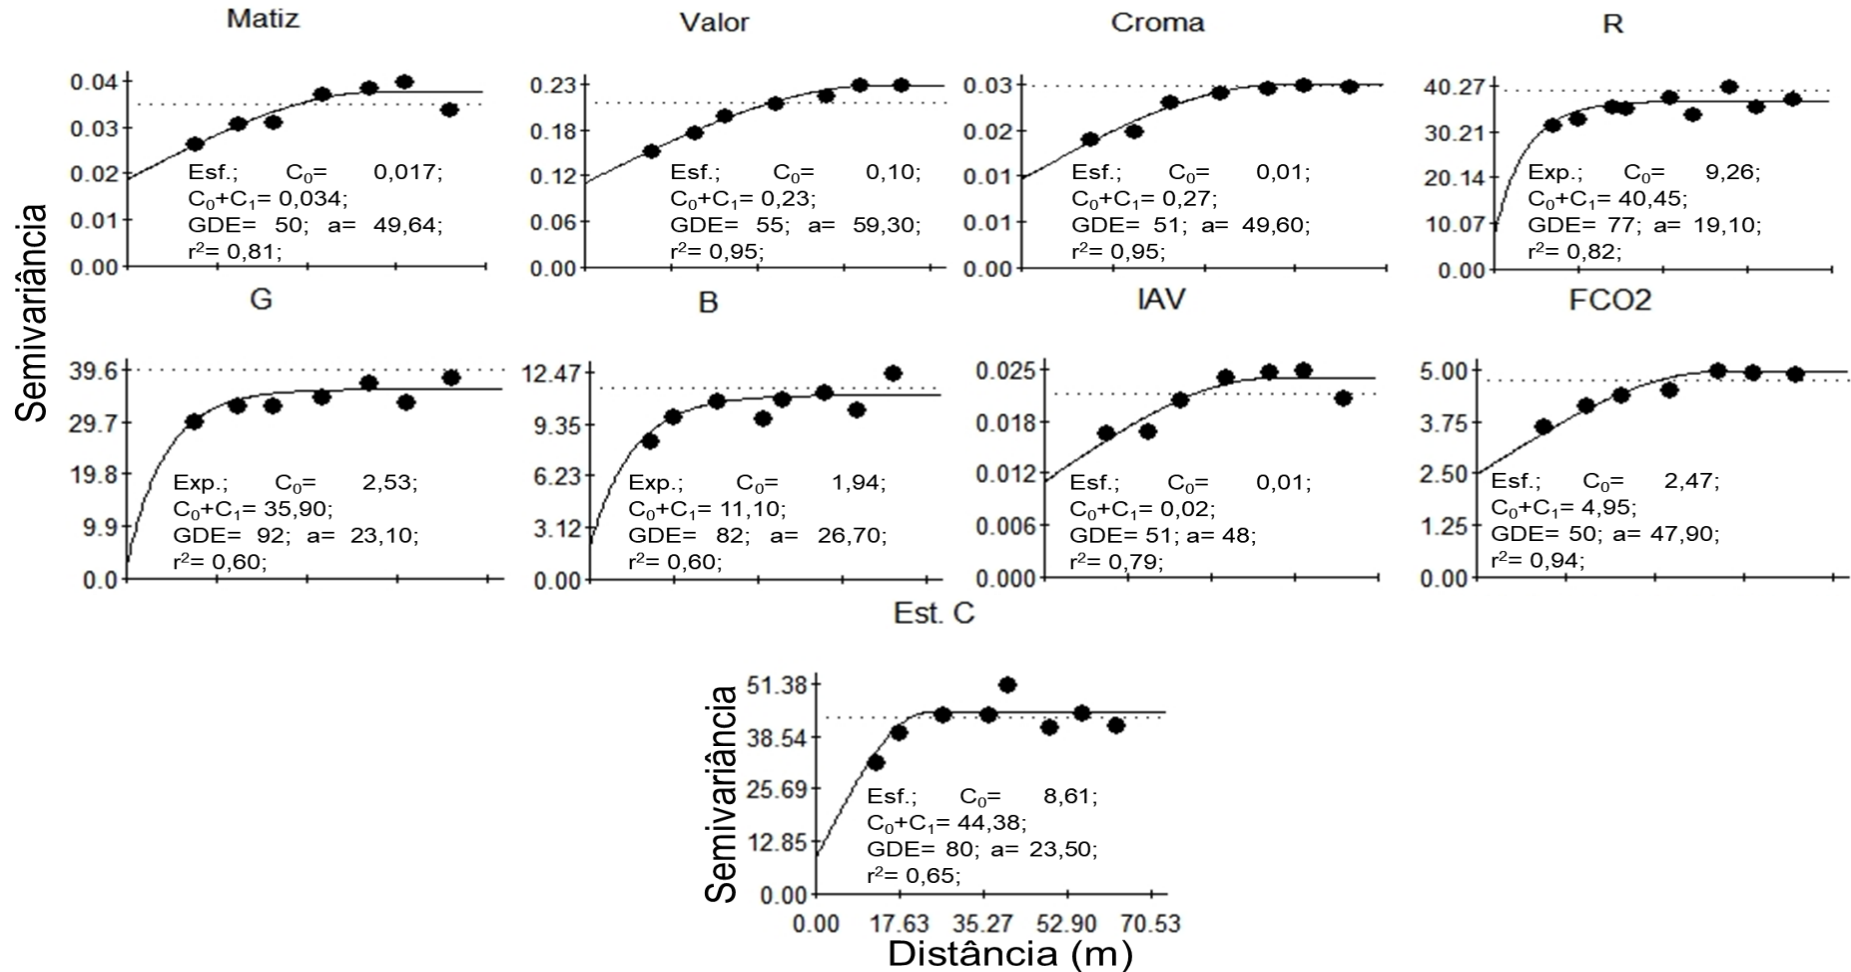 Matiz
Valor
Croma
R
Semivariância
0.04
0.03
0.02
0.01
0.00
Esf.; C₀= 0,017;
C₀+C₁= 0,034;
GDE= 50; a= 49,64;
r²= 0,81;
0.23
0.18
0.12
0.06
0.00
Esf.; C₀= 0,10;
C₀+C₁= 0,23;
GDE= 55; a= 59,30;
r²= 0,95;
0.03
0.02
0.01
0.01
0.00
Esf.; C₀= 0,01;
C₀+C₁= 0,27;
GDE= 51; a= 49,60;
r²= 0,95;
40.27
30.21
20.14
10.07
0.00
Exp.; C₀= 9,26;
C₀+C₁= 40,45;
GDE= 77; a= 19,10;
r²= 0,82;
G
B
IAV
FCO2
39.6
29.7
19.8
9.9
0.0
Exp.; C₀= 2,53;
C₀+C₁= 35,90;
GDE= 92; a= 23,10;
r²= 0,60;
12.47
9.35
6.23
3.12
0.00
Exp.; C₀= 1,94;
C₀+C₁= 11,10;
GDE= 82; a= 26,70;
r²= 0,60;
0.025
0.018
0.012
0.006
0.000
Esf.; C₀= 0,01;
C₀+C₁= 0,02;
GDE= 51; a= 48;
r²= 0,79;
5.00
3.75
2.50
1.25
0.00
Esf.; C₀= 2,47;
C₀+C₁= 4,95;
GDE= 50; a= 47,90;
r²= 0,94;
Est. C
Semivariância
51.38
38.54
25.69
12.85
0.00
Esf.; C₀= 8,61;
C₀+C₁= 44,38;
GDE= 80; a= 23,50;
r²= 0,65;
0.00 17.63 35.27 52.90 70.53
Distância (m)